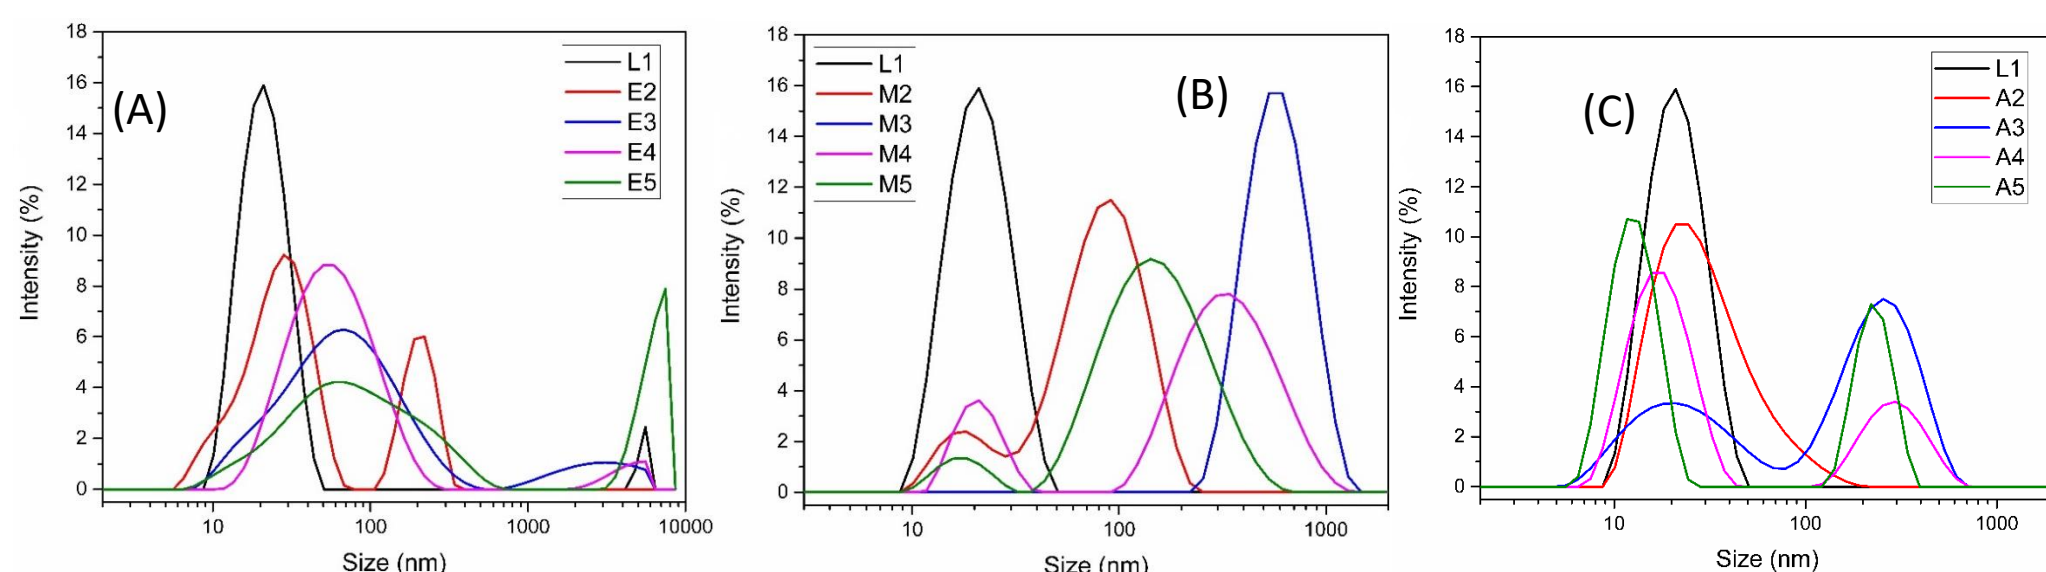 (A)
18
16
14
12
10
8
6
4
2
0
Intensity (%)
L1
E2
E3
E4
E5
10
100
1000
10000
Size (nm)
(B)
18
16
14
12
10
8
6
4
2
0
Intensity (%)
L1
M2
M3
M4
M5
10
100
1000
Size (nm)
(C)
18
16
14
12
10
8
6
4
2
0
Intensity (%)
L1
A2
A3
A4
A5
10
100
1000
Size (nm)